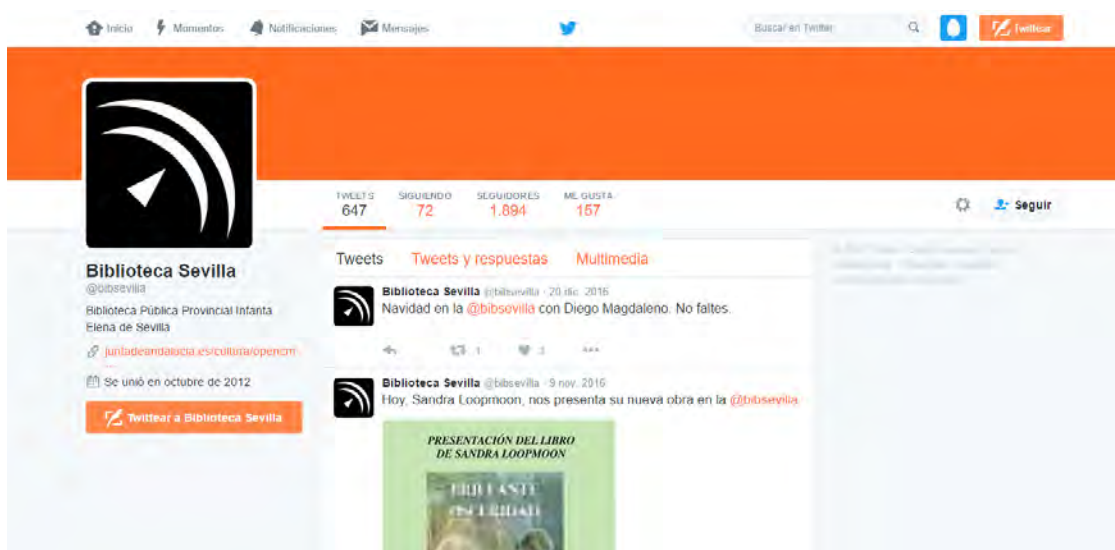 Inicio Momentos Notificaciones Mensajes Buscar en Twitter Twittear
TWEETS SIGUIENDO SEGUIDORES ME GUSTA
647 72 1.894 157
Seguir
Biblioteca Sevilla
@bibsevilla
Biblioteca Pública Provincial Infanta
Elena de Sevilla
juntadeandalucia.es/cultura/opencm
Se unió en octubre de 2012
Twittear a Biblioteca Sevilla
Tweets Tweets y respuestas Multimedia
Biblioteca Sevilla @bibsevilla · 20 dic. 2016
Navidad en la @bibsevilla con Diego Magdaleno. No faltes.
1 3
Biblioteca Sevilla @bibsevilla · 9 nov. 2016
Hoy, Sandra Loopmoon, nos presenta su nueva obra en la @bibsevilla
PRESENTACIÓN DEL LIBRO
DE SANDRA LOOPMOON
BRILLANTE
OSCURIDAD